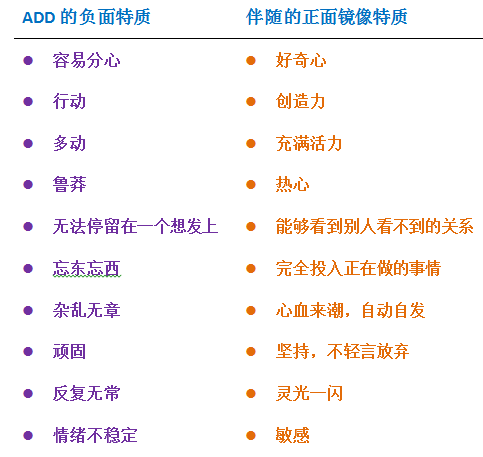 ADD 的负面特质 伴随的正面镜像特质
● 容易分心 ● 好奇心
● 行动 ● 创造力
● 多动 ● 充满活力
● 鲁莽 ● 热心
● 无法停留在一个想发上 ● 能够看到别人看不到的关系
● 忘东忘西 ● 完全投入正在做的事情
● 杂乱无章 ● 心血来潮，自动自发
● 顽固 ● 坚持，不轻言放弃
● 反复无常 ● 灵光一闪
● 情绪不稳定 ● 敏感